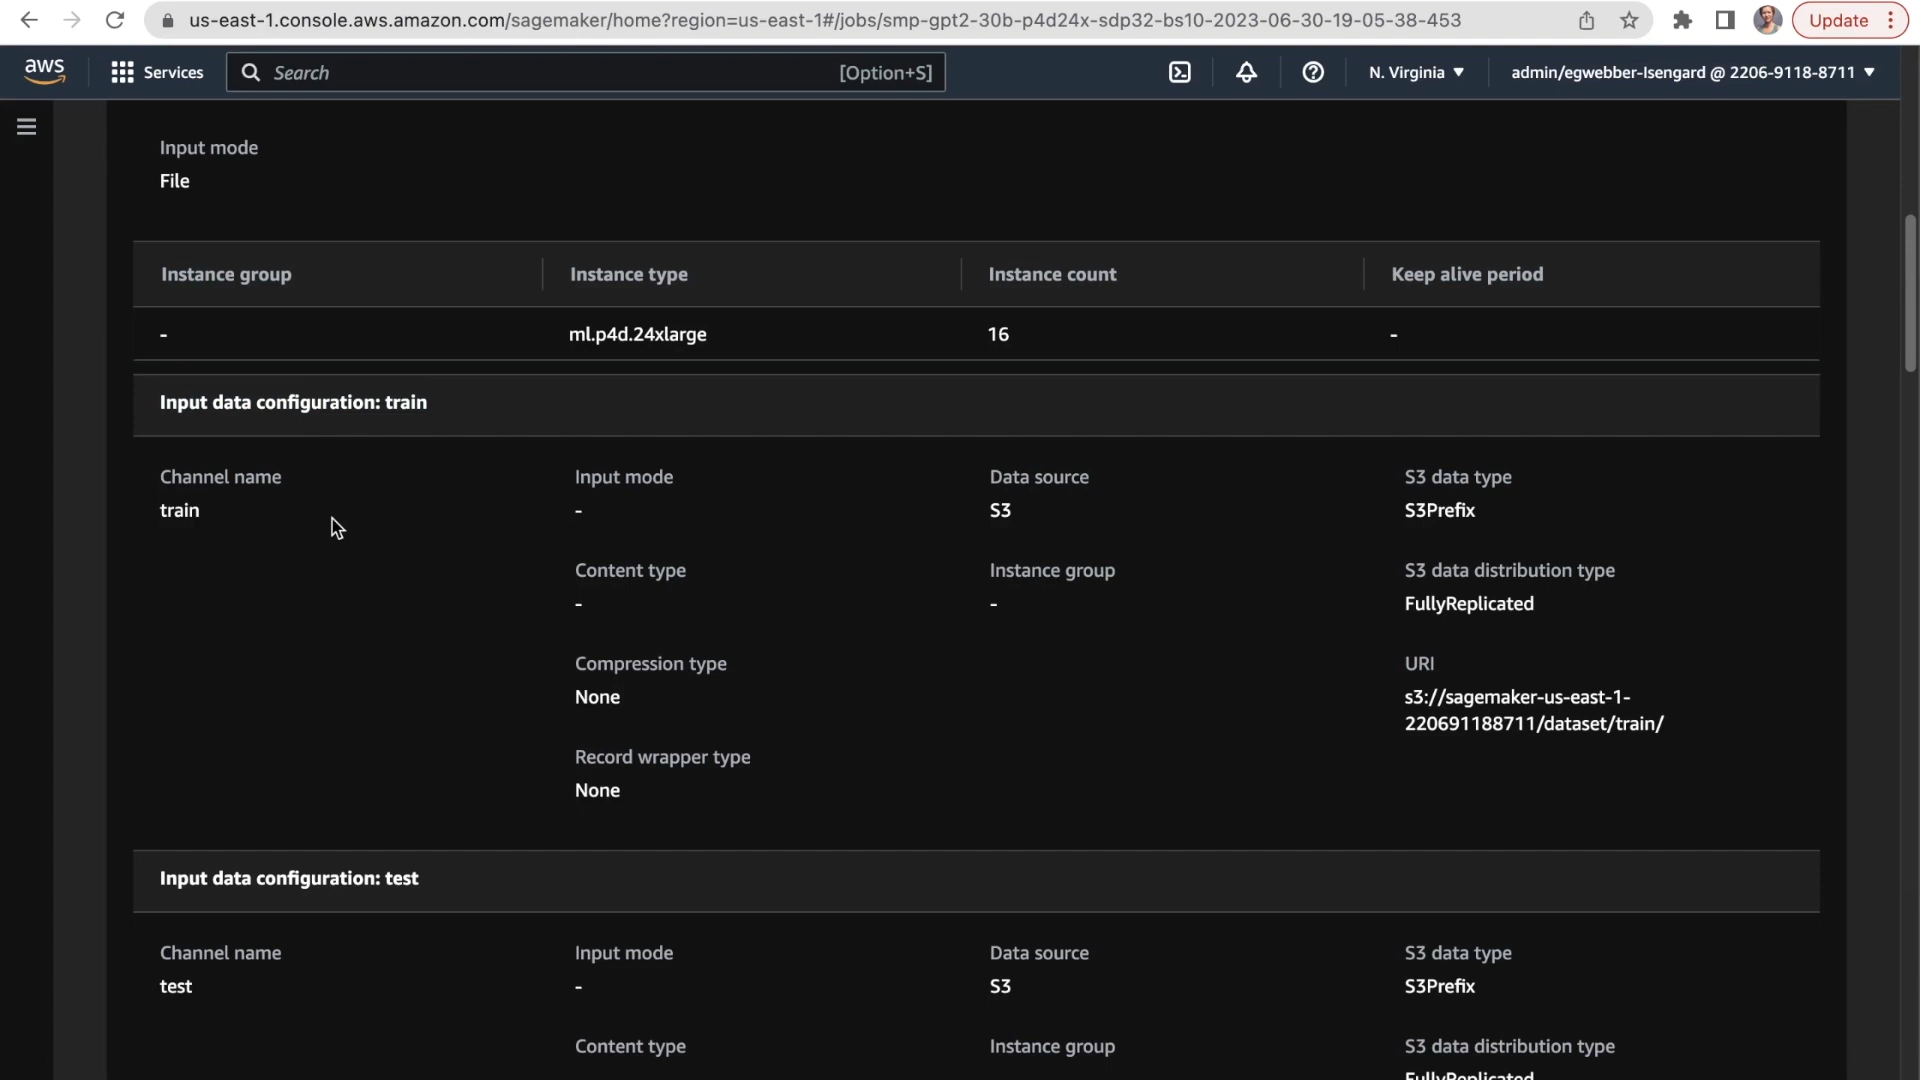 us-east-1.console.aws.amazon.com/sagemaker/home?region=us-east-1#/jobs/smp-gpt2-30b-p4d24x-sdp32-bs10-2023-06-30-19-05-38-453
Update
aws
Services
Search
[Option+S]
N. Virginia
admin/egwebber-Isengard @ 2206-9118-8711
Input mode
File
Instance group
Instance type
Instance count
Keep alive period
-
ml.p4d.24xlarge
16
-
Input data configuration: train
Channel name
Input mode
Data source
S3 data type
train
-
S3
S3Prefix
Content type
Instance group
S3 data distribution type
-
-
FullyReplicated
Compression type
URI
None
s3://sagemaker-us-east-1-
220691188711/dataset/train/
Record wrapper type
None
Input data configuration: test
Channel name
Input mode
Data source
S3 data type
test
-
S3
S3Prefix
Content type
Instance group
S3 data distribution type
FullyReplicated